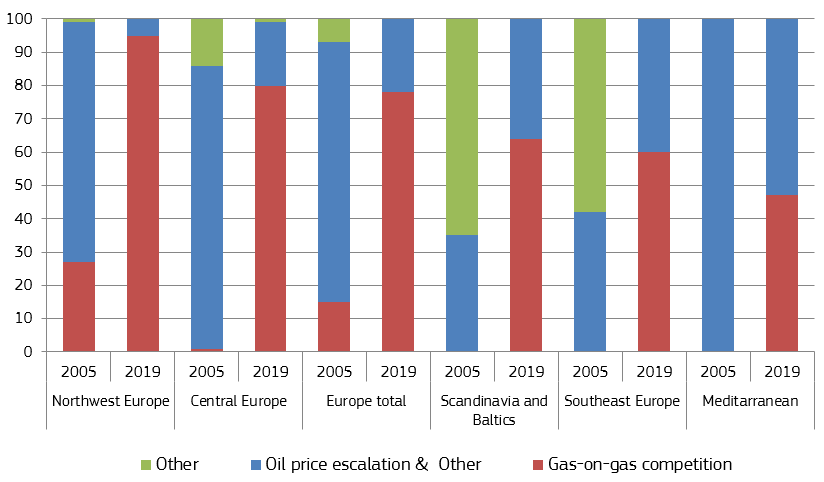 100
90
80
70
60
50
40
30
20
10
0
2005 2019 2005 2019 2005 2019 2005 2019 2005 2019 2005 2019
Northwest Europe Central Europe Europe total Scandinavia and Southeast Europe Meditarranean
Baltics
Other Oil price escalation & Other Gas-on-gas competition